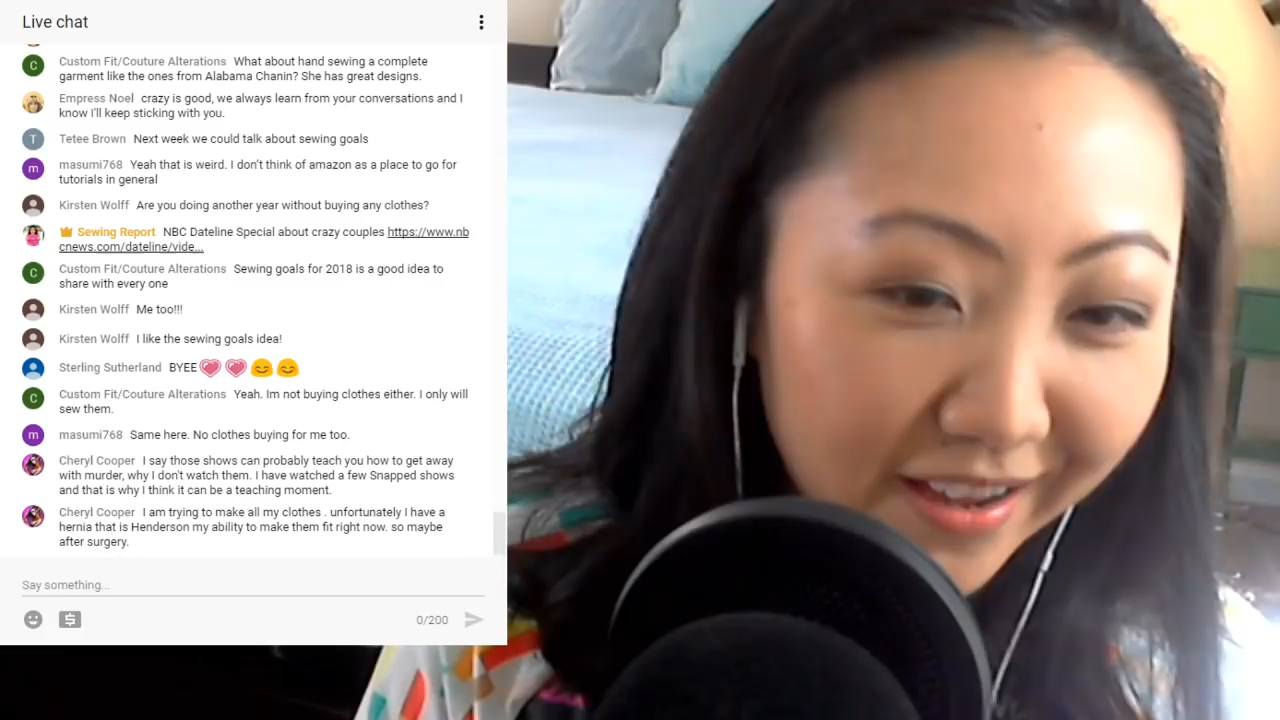 Live chat
C Custom Fit/Couture Alterations What about hand sewing a complete
garment like the ones from Alabama Chanin? She has great designs.
Empress Noel crazy is good, we always learn from your conversations and I
know I'll keep sticking with you.
T Tetee Brown Next week we could talk about sewing goals
m masumi768 Yeah that is weird. I don't think of amazon as a place to go for
tutorials in general
Kirsten Wolff Are you doing another year without buying any clothes?
Sewing Report NBC Dateline Special about crazy couples https://www.nb
cnews.com/dateline/vide...
C Custom Fit/Couture Alterations Sewing goals for 2018 is a good idea to
share with every one
Kirsten Wolff Me too!!!
Kirsten Wolff I like the sewing goals idea!
Sterling Sutherland BYEE💗💗😊😊
C Custom Fit/Couture Alterations Yeah. Im not buying clothes either. I only will
sew them.
m masumi768 Same here. No clothes buying for me too.
Cheryl Cooper I say those shows can probably teach you how to get away
with murder, why I don't watch them. I have watched a few Snapped shows
and that is why I think it can be a teaching moment.
Cheryl Cooper I am trying to make all my clothes . unfortunately I have a
hernia that is Henderson my ability to make them fit right now. so maybe
after surgery.
Say something...
$ 0/200